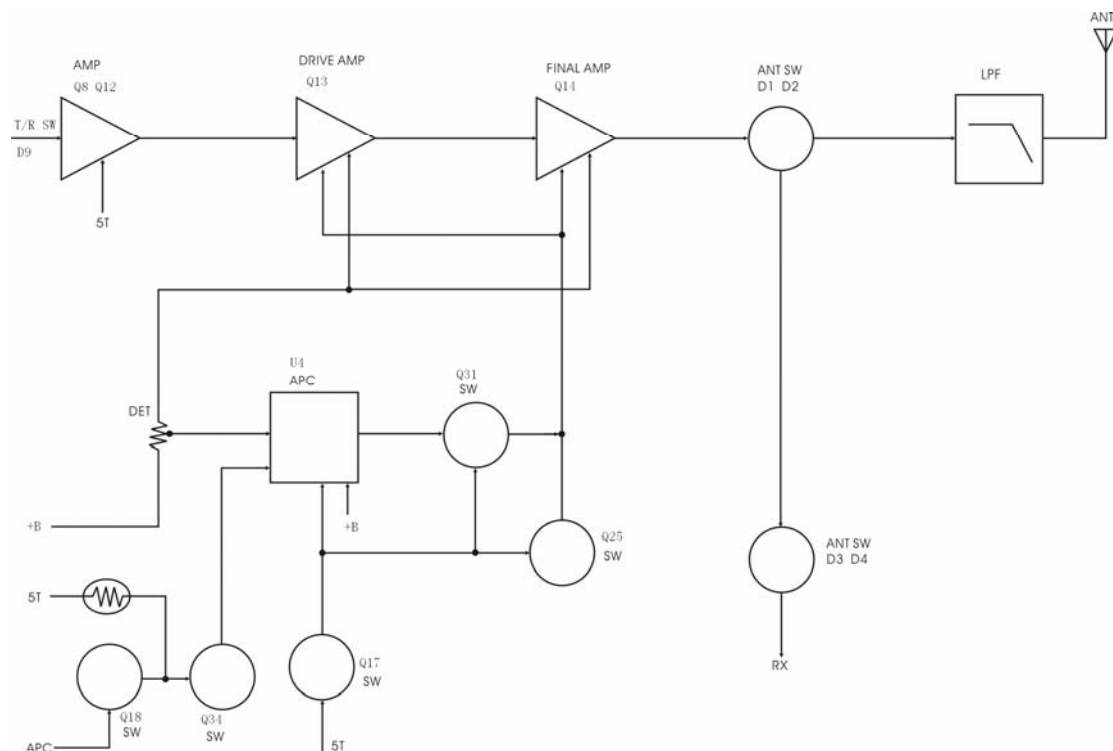 ANT
AMP
Q8 Q12
DRIVE AMP
Q13
FINAL AMP
Q14
ANT SW
D1 D2
LPF
T/R SW
D9
5T
U4
APC
Q31
SW
DET
+B
+B
Q25
SW
ANT SW
D3 D4
5T
RX
Q17
SW
Q18
SW
Q34
SW
APC
5T